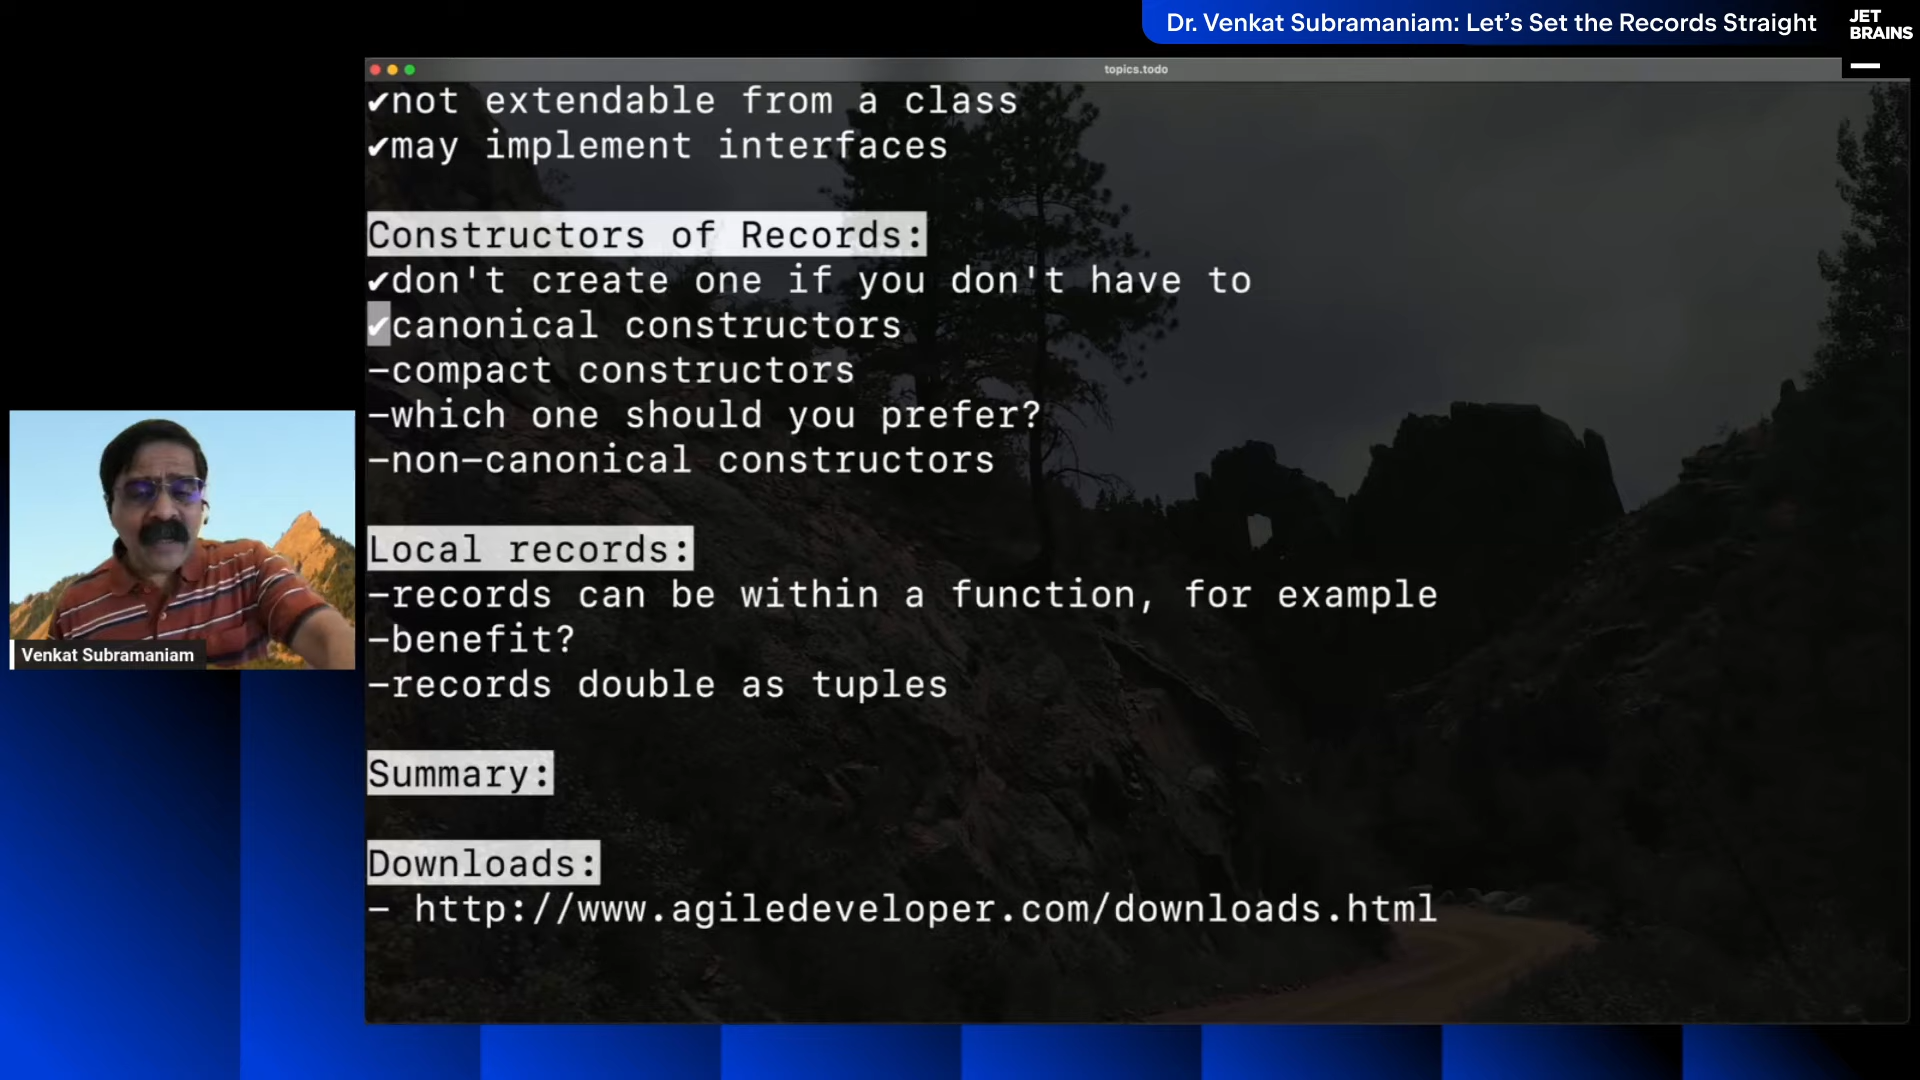 Dr. Venkat Subramaniam: Let's Set the Records Straight
JET
BRAINS
topics.todo
✔not extendable from a class
✔may implement interfaces
Constructors of Records:
✔don't create one if you don't have to
✔canonical constructors
-compact constructors
-which one should you prefer?
-non-canonical constructors
Local records:
-records can be within a function, for example
-benefit?
-records double as tuples
Summary:
Downloads:
- http://www.agiledeveloper.com/downloads.html
Venkat Subramaniam